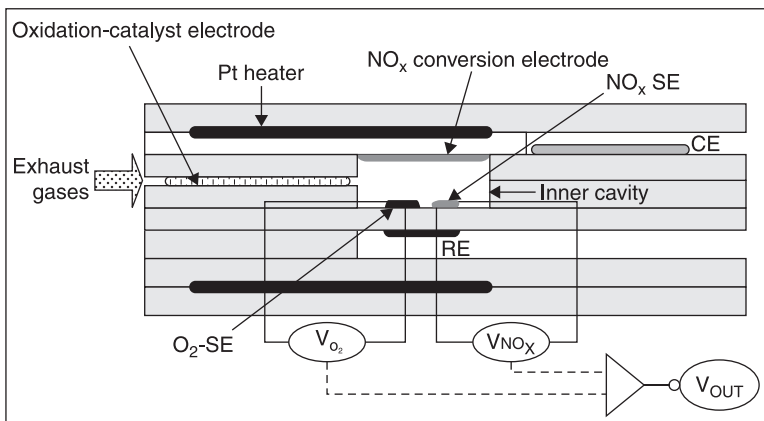 Oxidation-catalyst electrode
Pt heater
NOx conversion electrode
NOx SE
CE
Exhaust
gases
Inner cavity
RE
O2-SE
VO2
VNOX
VOUT